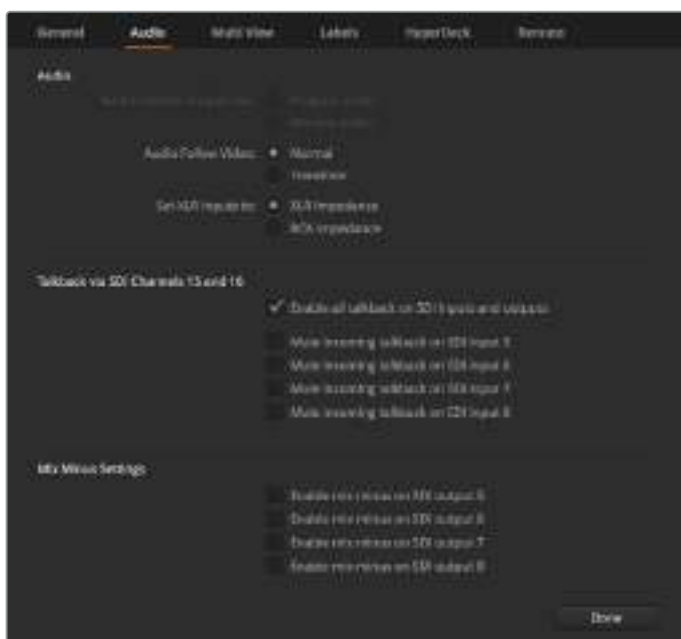 General Audio Multi View Labels HyperDeck Remote
Audio
Audio Follow Video: Normal
Transition
Set XLR Inputs to: XLR Impedance
RCA Impedance
Talkback via SDI Channels 15 and 16
Enable all talkback on SDI inputs and outputs
Mute incoming talkback on SDI input 5
Mute incoming talkback on SDI input 6
Mute incoming talkback on SDI input 7
Mute incoming talkback on SDI input 8
Mix Minus Settings
Enable mix minus on SDI output 5
Enable mix minus on SDI output 6
Enable mix minus on SDI output 7
Enable mix minus on SDI output 8
Done